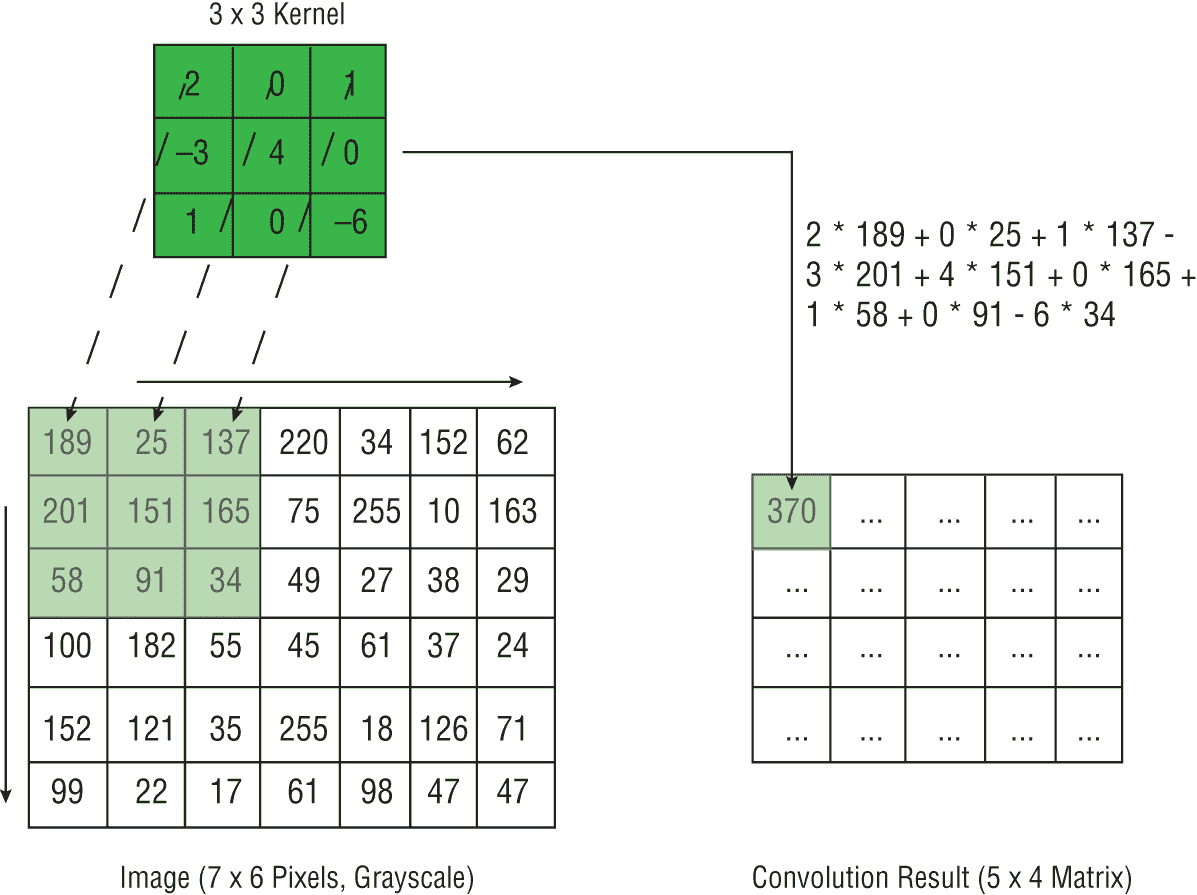 3 x 3 Kernel
2 0 1
–3 4 0
1 0 –6
2 * 189 + 0 * 25 + 1 * 137 -
3 * 201 + 4 * 151 + 0 * 165 +
1 * 58 + 0 * 91 - 6 * 34
189 25 137 220 34 152 62
201 151 165 75 255 10 163
58 91 34 49 27 38 29
100 182 55 45 61 37 24
152 121 35 255 18 126 71
99 22 17 61 98 47 47
370 ... ... ... ...
... ... ... ... ...
... ... ... ... ...
... ... ... ... ...
Image (7 x 6 Pixels, Grayscale)
Convolution Result (5 x 4 Matrix)